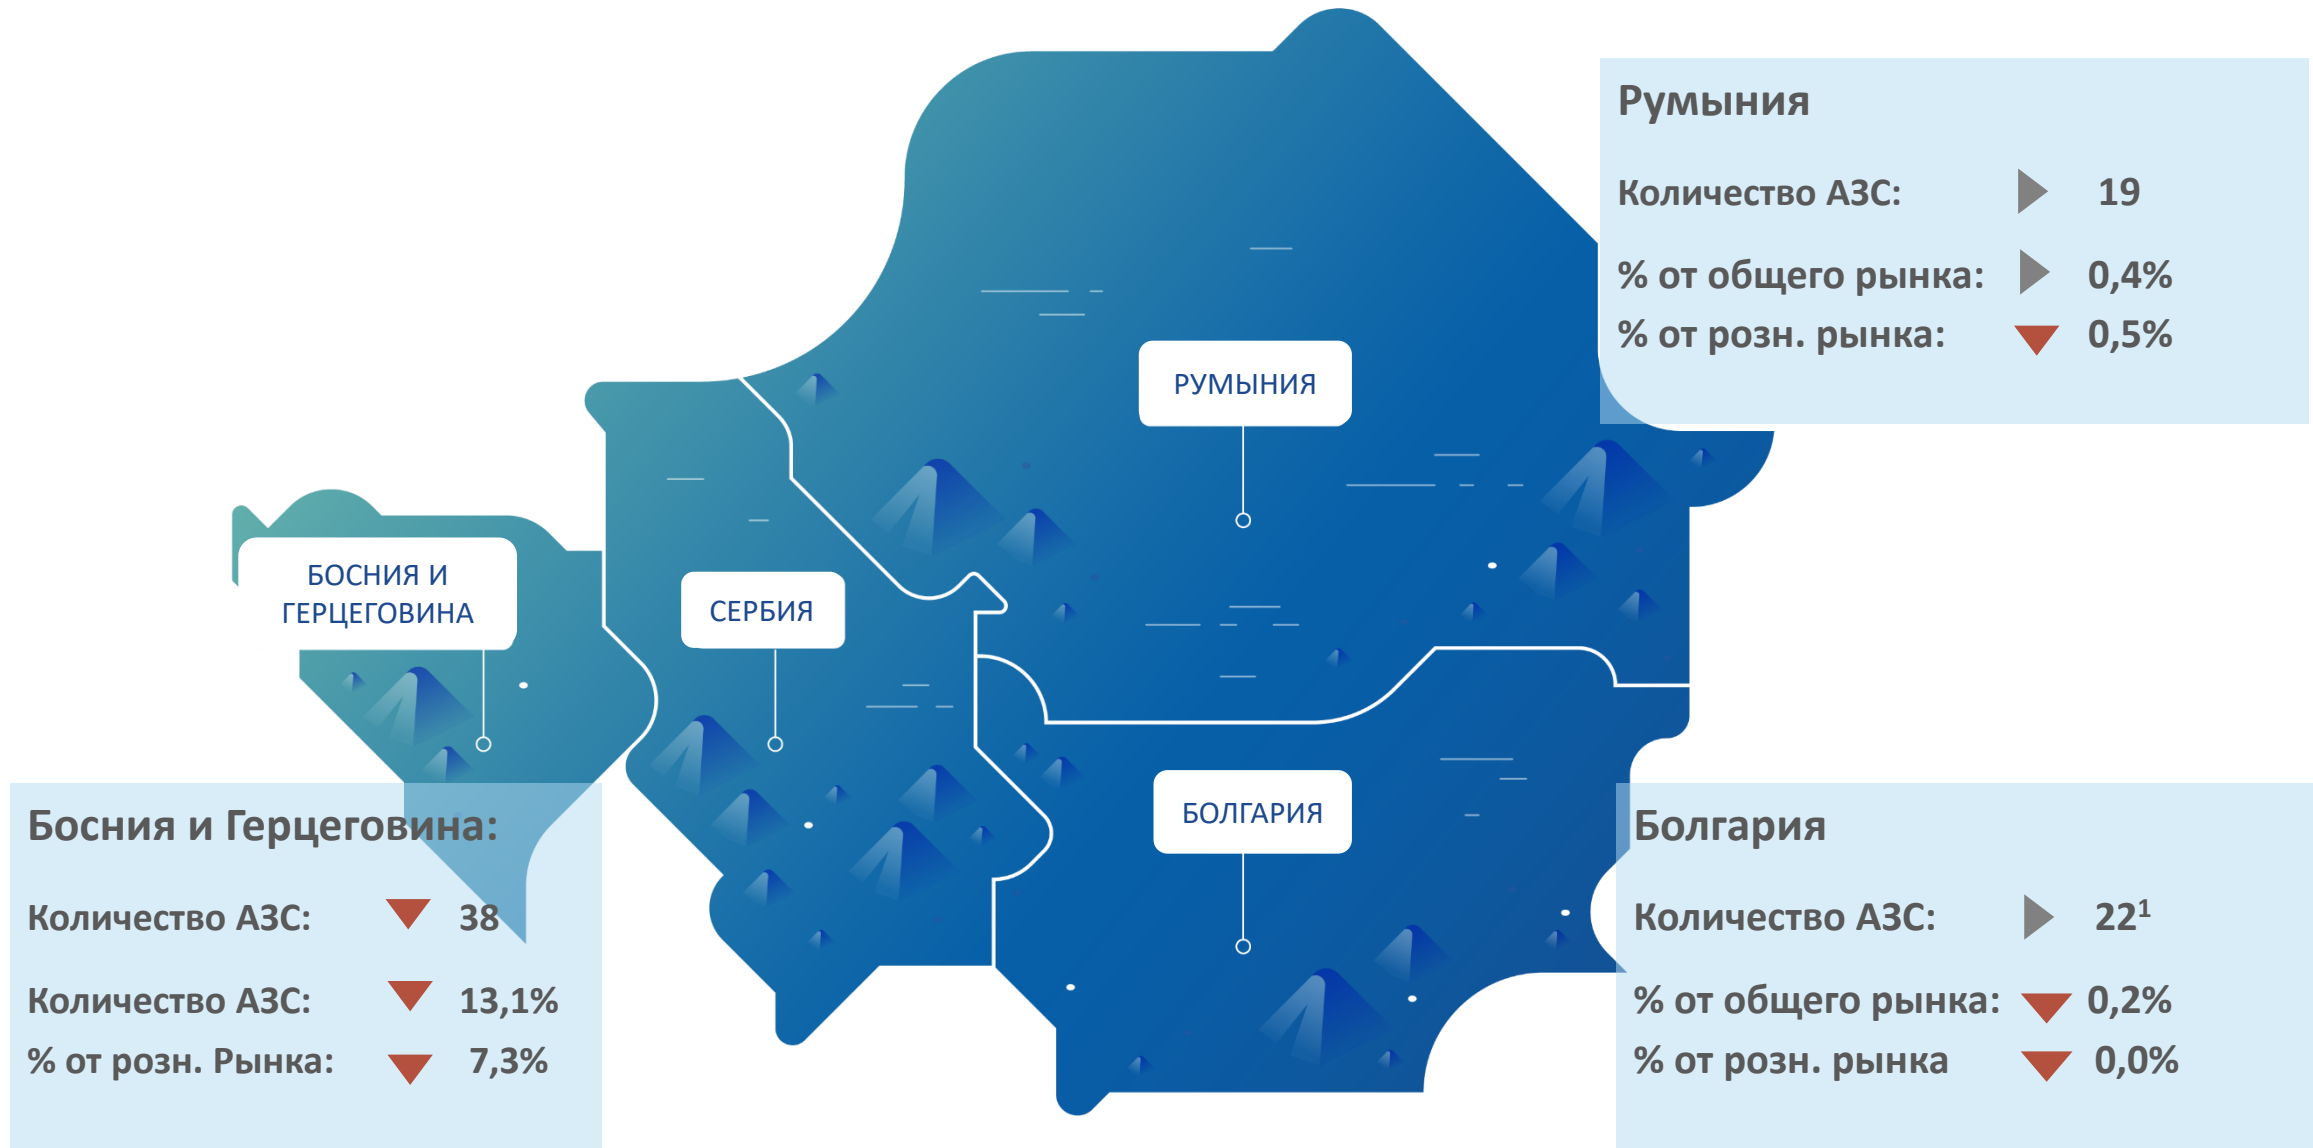 Румыния
Количество АЗС: 19
% от общего рынка: 0,4%
% от розн. рынка: 0,5%
РУМЫНИЯ
БОСНИЯ И
ГЕРЦЕГОВИНА
СЕРБИЯ
БОЛГАРИЯ
Босния и Герцеговина:
Количество АЗС: 38
Количество АЗС: 13,1%
% от розн. Рынка: 7,3%
Болгария
Количество АЗС: 22¹
% от общего рынка: 0,2%
% от розн. рынка 0,0%